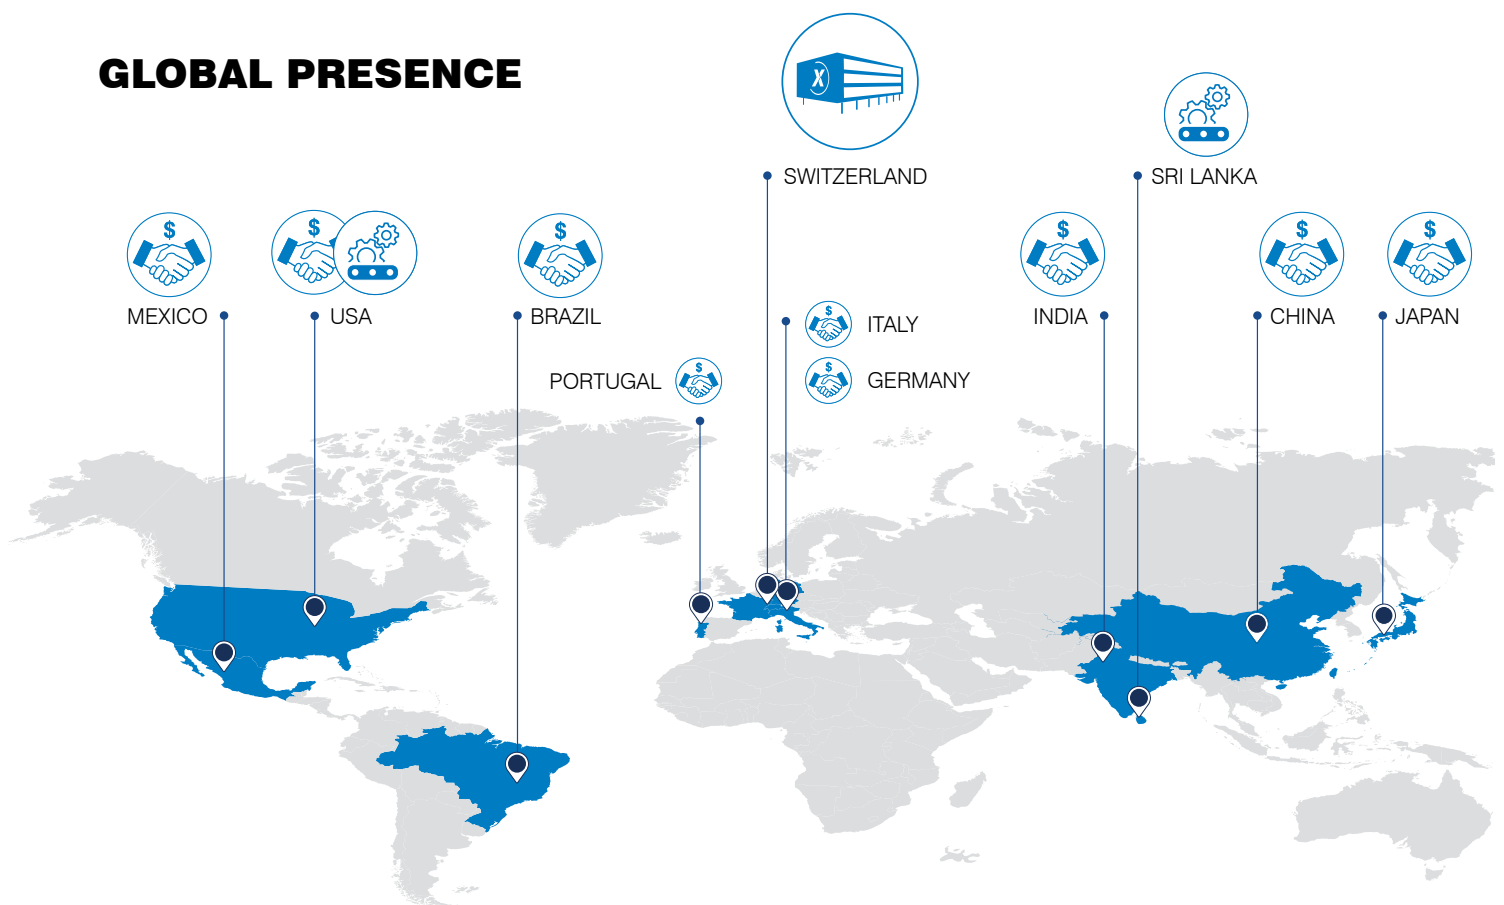 GLOBAL PRESENCE
X
SWITZERLAND
SRI LANKA
$
MEXICO
$
USA
$
BRAZIL
$
INDIA
$
CHINA
$
JAPAN
$
ITALY
PORTUGAL
$
$
GERMANY